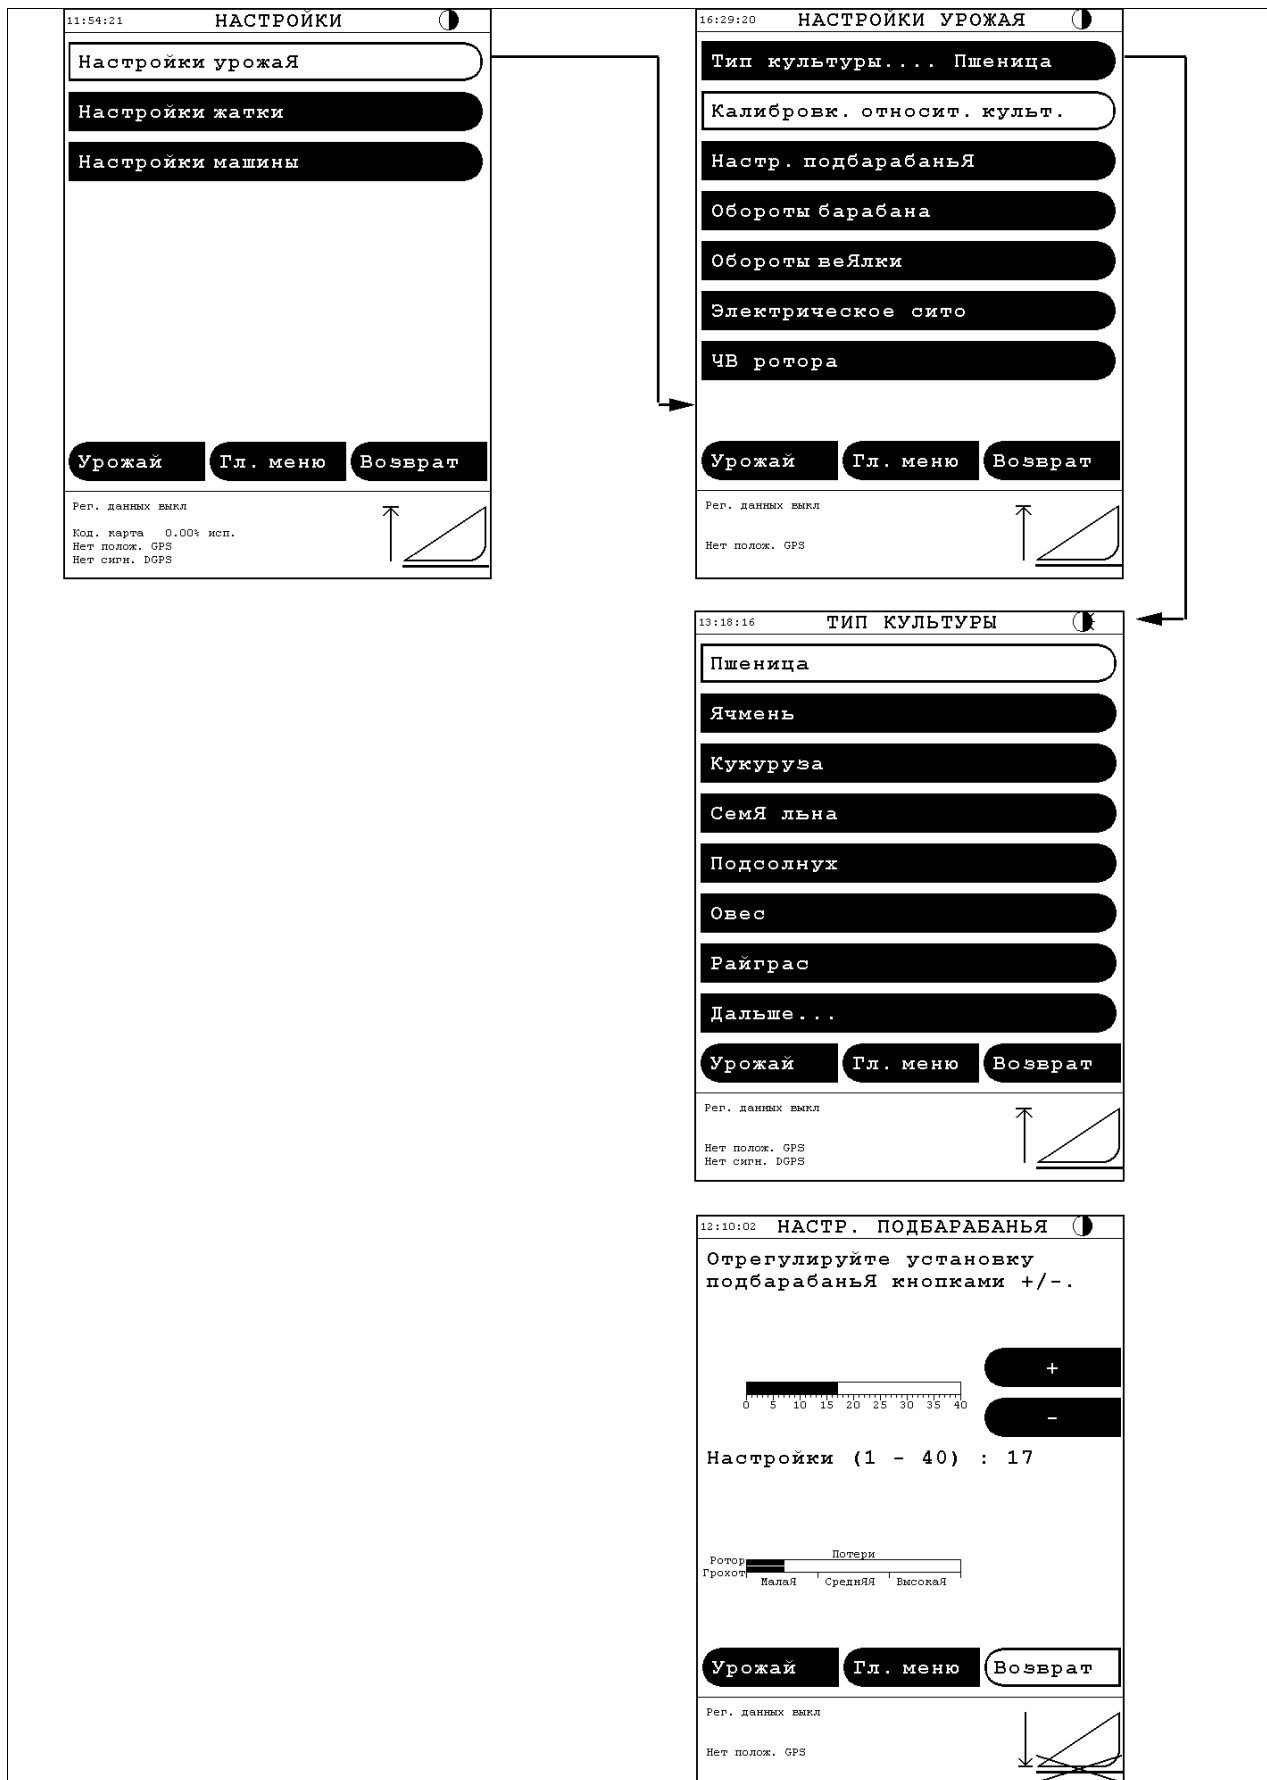 11:54:21 НАСТРОЙКИ
Настройки урожаЯ
Настройки жатки
Настройки машины
Урожай Гл. меню Возврат
Рег. данных выкл
Код. карта 0.00% исп.
Нет полож. GPS
Нет сигн. DGPS
16:29:20 НАСТРОЙКИ УРОЖАЯ
Тип культуры.... Пшеница
Калибровк. относит. культ.
Настр. подбарабаньЯ
Обороты барабана
Обороты веЯлки
Электрическое сито
ЧВ ротора
Урожай Гл. меню Возврат
Рег. данных выкл
Нет полож. GPS
13:18:16 ТИП КУЛЬТУРЫ
Пшеница
Ячмень
Кукуруза
СемЯ льна
Подсолнух
Овес
Райграс
Дальше...
Урожай Гл. меню Возврат
Рег. данных выкл
Нет полож. GPS
Нет сигн. DGPS
12:10:02 НАСТР. ПОДБАРАБАНЬЯ
Отрегулируйте установку
подбарабаньЯ кнопками +/-.
+
0 5 10 15 20 25 30 35 40
-
Настройки (1 - 40) : 17
Потери
Ротор
Грохот
МалаЯ СреднЯЯ ВысокаЯ
Урожай Гл. меню Возврат
Рег. данных выкл
Нет полож. GPS